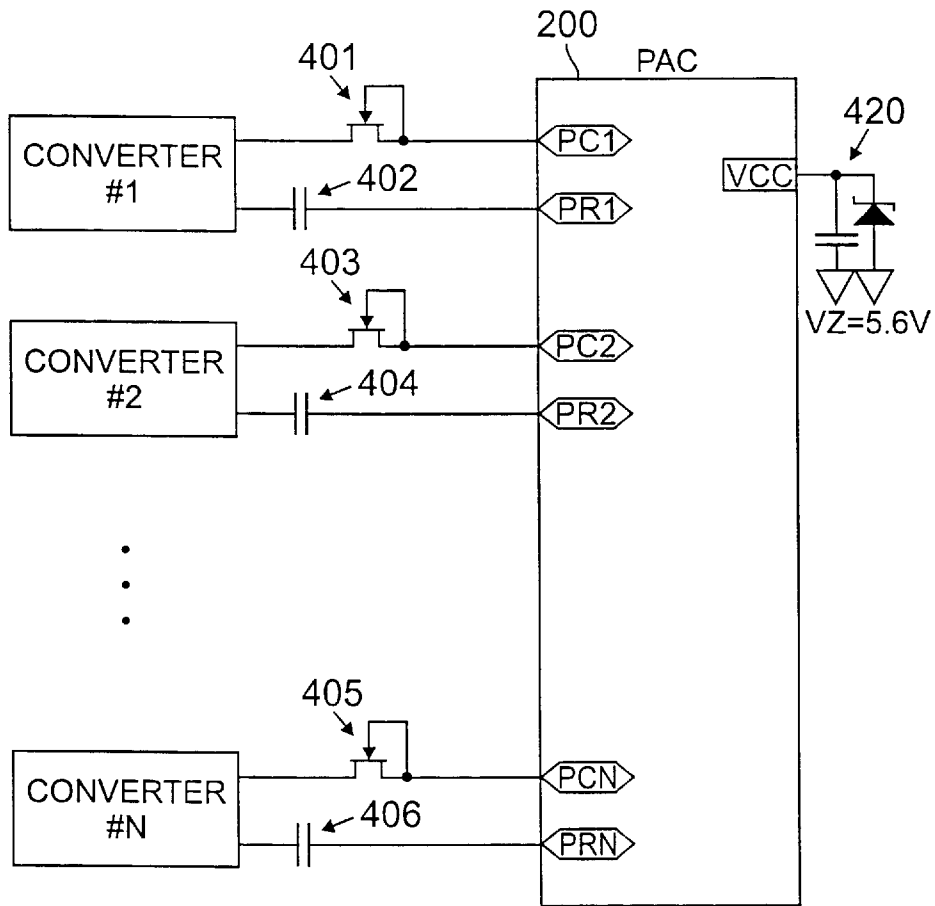 200
PAC
401
CONVERTER
#1
PC1
420
VCC
402
PR1
403
VZ=5.6V
CONVERTER
#2
PC2
404
PR2
405
CONVERTER
#N
PCN
406
PRN